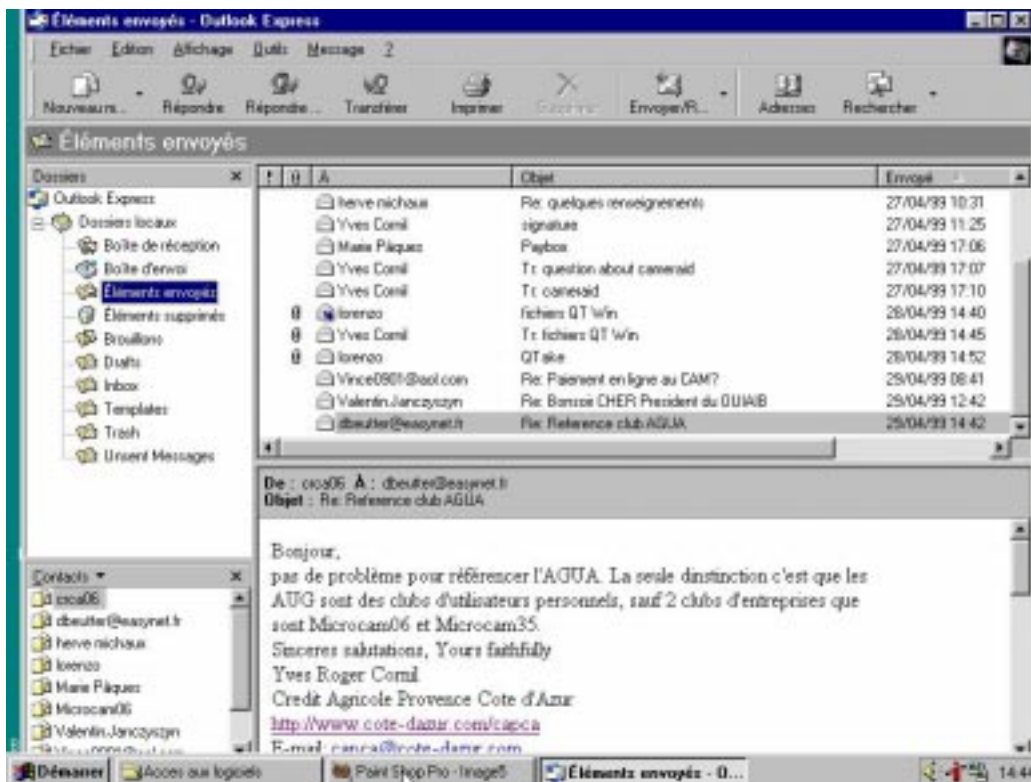 Éléments envoyés - Outlook Express
Fichier Edition Affichage Outils Message ?
Nouveau m... Répondre Répondre... Transférer Imprimer Supprimer Envoyer/R... Adresses Rechercher
Éléments envoyés
Dossiers
Outlook Express
Dossiers locaux
Boîte de réception
Boîte d'envoi
Éléments envoyés
Éléments supprimés
Brouillons
Drafts
Inbox
Templates
Trash
Unsent Messages
! A Objet Envoyé
herve michaux Re: quelques renseignements 27/04/99 10:31
Yves Cornil signature 27/04/99 11:25
Marie Pâques Paybox 27/04/99 17:06
Yves Cornil Tr: question about cameraid 27/04/99 17:07
Yves Cornil Tr: cameraid 27/04/99 17:10
lorenzo fichiers QT Win 28/04/99 14:40
Yves Cornil Tr: fichiers QT Win 28/04/99 14:45
lorenzo QTake 28/04/99 14:52
Vince0901@aol.com Re: Paiement en ligne au CAM? 29/04/99 08:41
Valentin.Janczyszyn Re: Bonsoir CHER President du 29/04/99 12:42
dbeutter@easynet.fr Re: Reference club AGUA 29/04/99 14:42
De : crca06 À : dbeutter@easynet.fr
Objet : Re: Reference club AGUA
Bonjour,
pas de problème pour référencer l'AGUA. La seule dinstinction c'est que les
AUG sont des clubs d'utilisateurs personnels, sauf 2 clubs d'entreprises que
sont Microcam06 et Microcam35.
Sinceres salutations, Yours faithfully
Yves Roger Cornil
Credit Agricole Provence Cote d'Azur
http://www.cote-dazur.com/capca
E-mail: capca@cote-dazur.com
Contacts
crca06
dbeutter@easynet.fr
herve michaux
lorenzo
Marie Pâques
Microcam06
Valentin.Janczyszyn
Démarrer Acces aux logiciels Paint Shop Pro - Image5 Éléments envoyés - O...